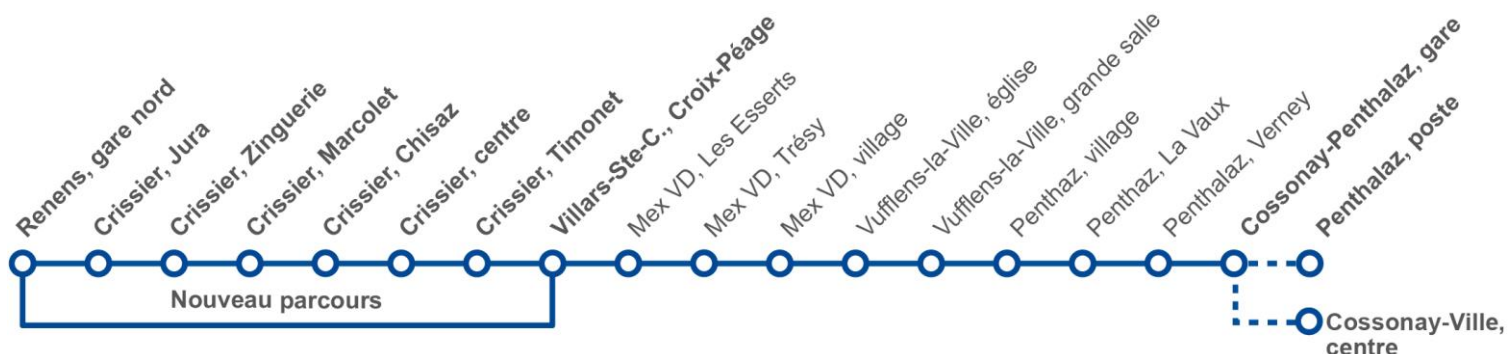 Renens, gare nord
Crissier, Jura
Crissier, Zinguerie
Crissier, Marcolet
Crissier, Chisaz
Crissier, centre
Crissier, Timonet
Villars-Ste-C., Croix-Péage
Mex VD, Les Esserts
Mex VD, Trésy
Mex VD, village
Vufflens-la-Ville, église
Vufflens-la-Ville, grande salle
Penthaz, village
Penthaz, La Vaux
Penthalaz, Verney
Cossonay-Penthalaz, gare
Penthalaz, poste
Nouveau parcours
Cossonay-Ville,
centre